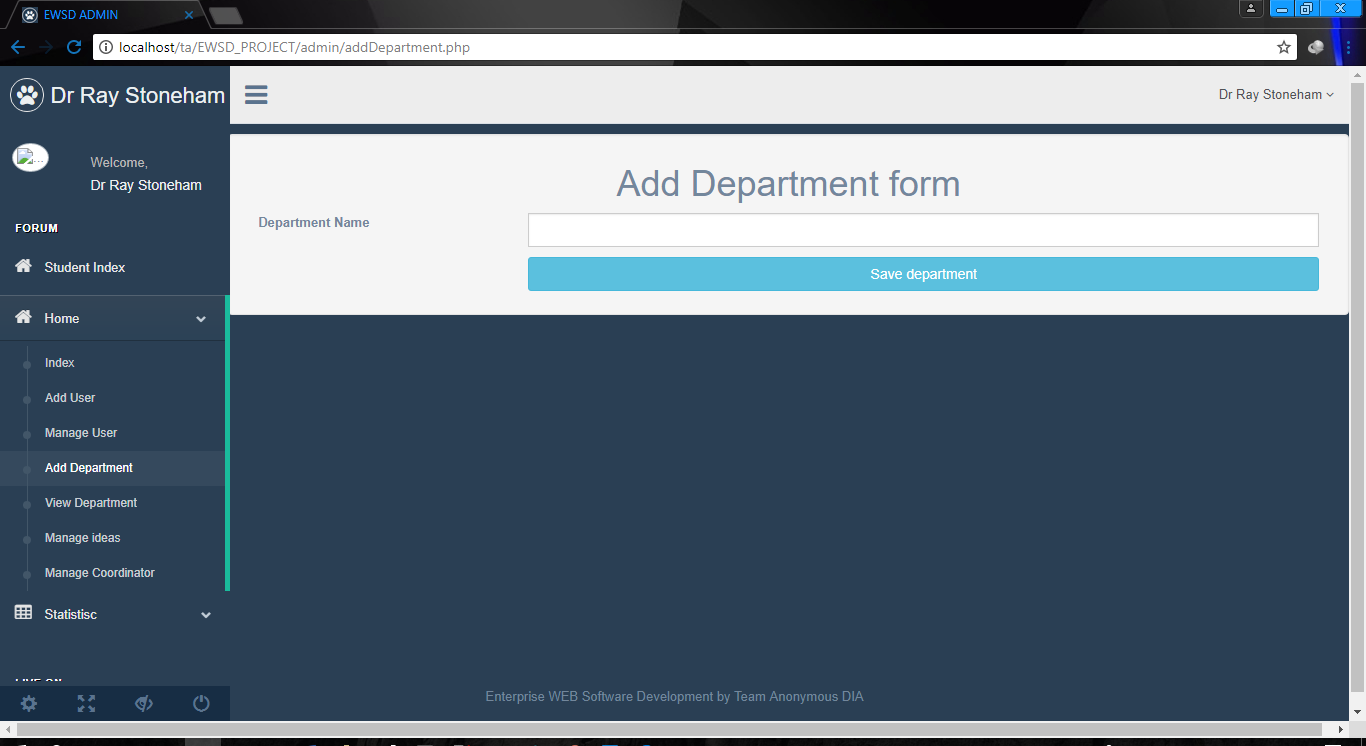 EWSD ADMIN
localhost/ta/EWSD_PROJECT/admin/addDepartment.php
Dr Ray Stoneham
Dr Ray Stoneham
Welcome,
Dr Ray Stoneham
FORUM
Student Index
Home
Index
Add User
Manage User
Add Department
View Department
Manage ideas
Manage Coordinator
Statistisc
Add Department form
Department Name
Save department
Enterprise WEB Software Development by Team Anonymous DIA